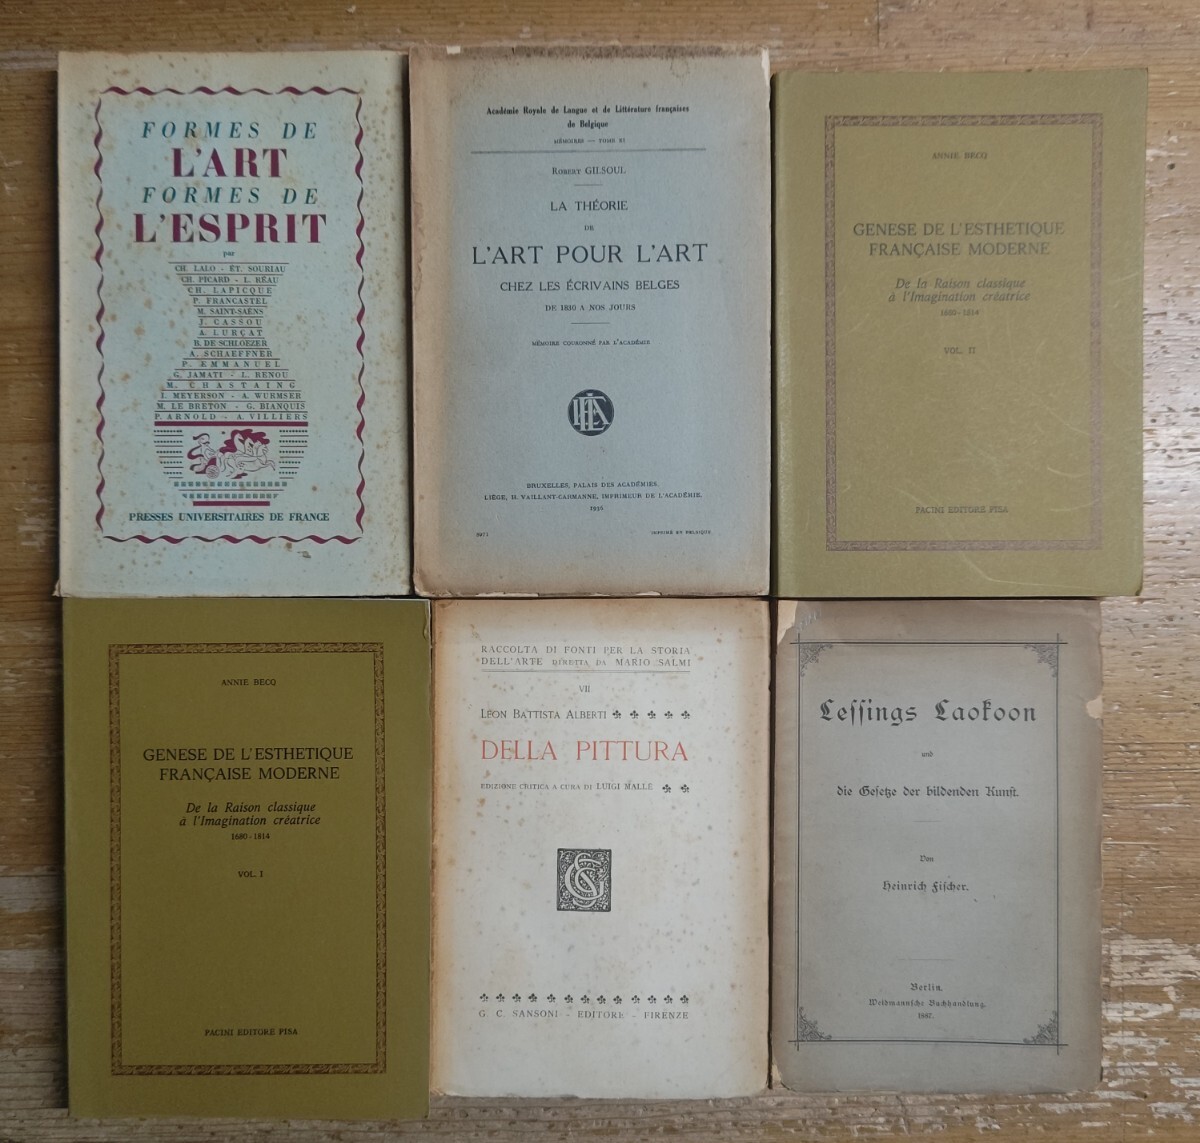 FORMES DE
L'ART
FORMES DE
L'ESPRIT
par
CH. LALO - ÉT. SOURIAU
CH. PICARD - L. RÉAU
CH. LAPICQUE
P. FRANCASTEL
M. SAINT-SAËNS
J. CASSOU
A. LURÇAT
B. DE SCHLOEZER
A. SCHAEFFNER
P. EMMANUEL
G. JAMATI - L. RENOU
M. CHASTAING
I. MEYERSON - A. WURMSER
M. LE BRETON - G. BIANQUIS
P. ARNOLD - A. VILLIERS
PRESSES UNIVERSITAIRES DE FRANCE
Académie Royale de Langue et de Littérature françaises
de Belgique
MÉMOIRES — TOME XI
ROBERT GILSOUL
LA THÉORIE
DE
L'ART POUR L'ART
CHEZ LES ÉCRIVAINS BELGES
DE 1830 A NOS JOURS
MÉMOIRE COURONNÉ PAR L'ACADÉMIE
BRUXELLES, PALAIS DES ACADÉMIES
LIÉGE, H. VAILLANT-CARMANNE, IMPRIMEUR DE L'ACADÉMIE.
1936
IMPRIMÉ EN BELGIQUE
ANNIE BECQ
GENESE DE L'ESTHETIQUE
FRANÇAISE MODERNE
De la Raison classique
à l'Imagination créatrice
1680-1814
VOL. II
PACINI EDITORE PISA
ANNIE BECQ
GENESE DE L'ESTHETIQUE
FRANÇAISE MODERNE
De la Raison classique
à l'Imagination créatrice
1680-1814
VOL. I
PACINI EDITORE PISA
RACCOLTA DI FONTI PER LA STORIA
DELL'ARTE DIRETTA DA MARIO SALMI
VII
LEON BATTISTA ALBERTI
DELLA PITTURA
EDIZIONE CRITICA A CURA DI LUIGI MALLÈ
G. C. SANSONI - EDITORE - FIRENZE
Lessings Laokoon
und
die Gesetze der bildenden Kunst.
Von
Heinrich Fischer.
Berlin.
Weidmannsche Buchhandlung.
1887.